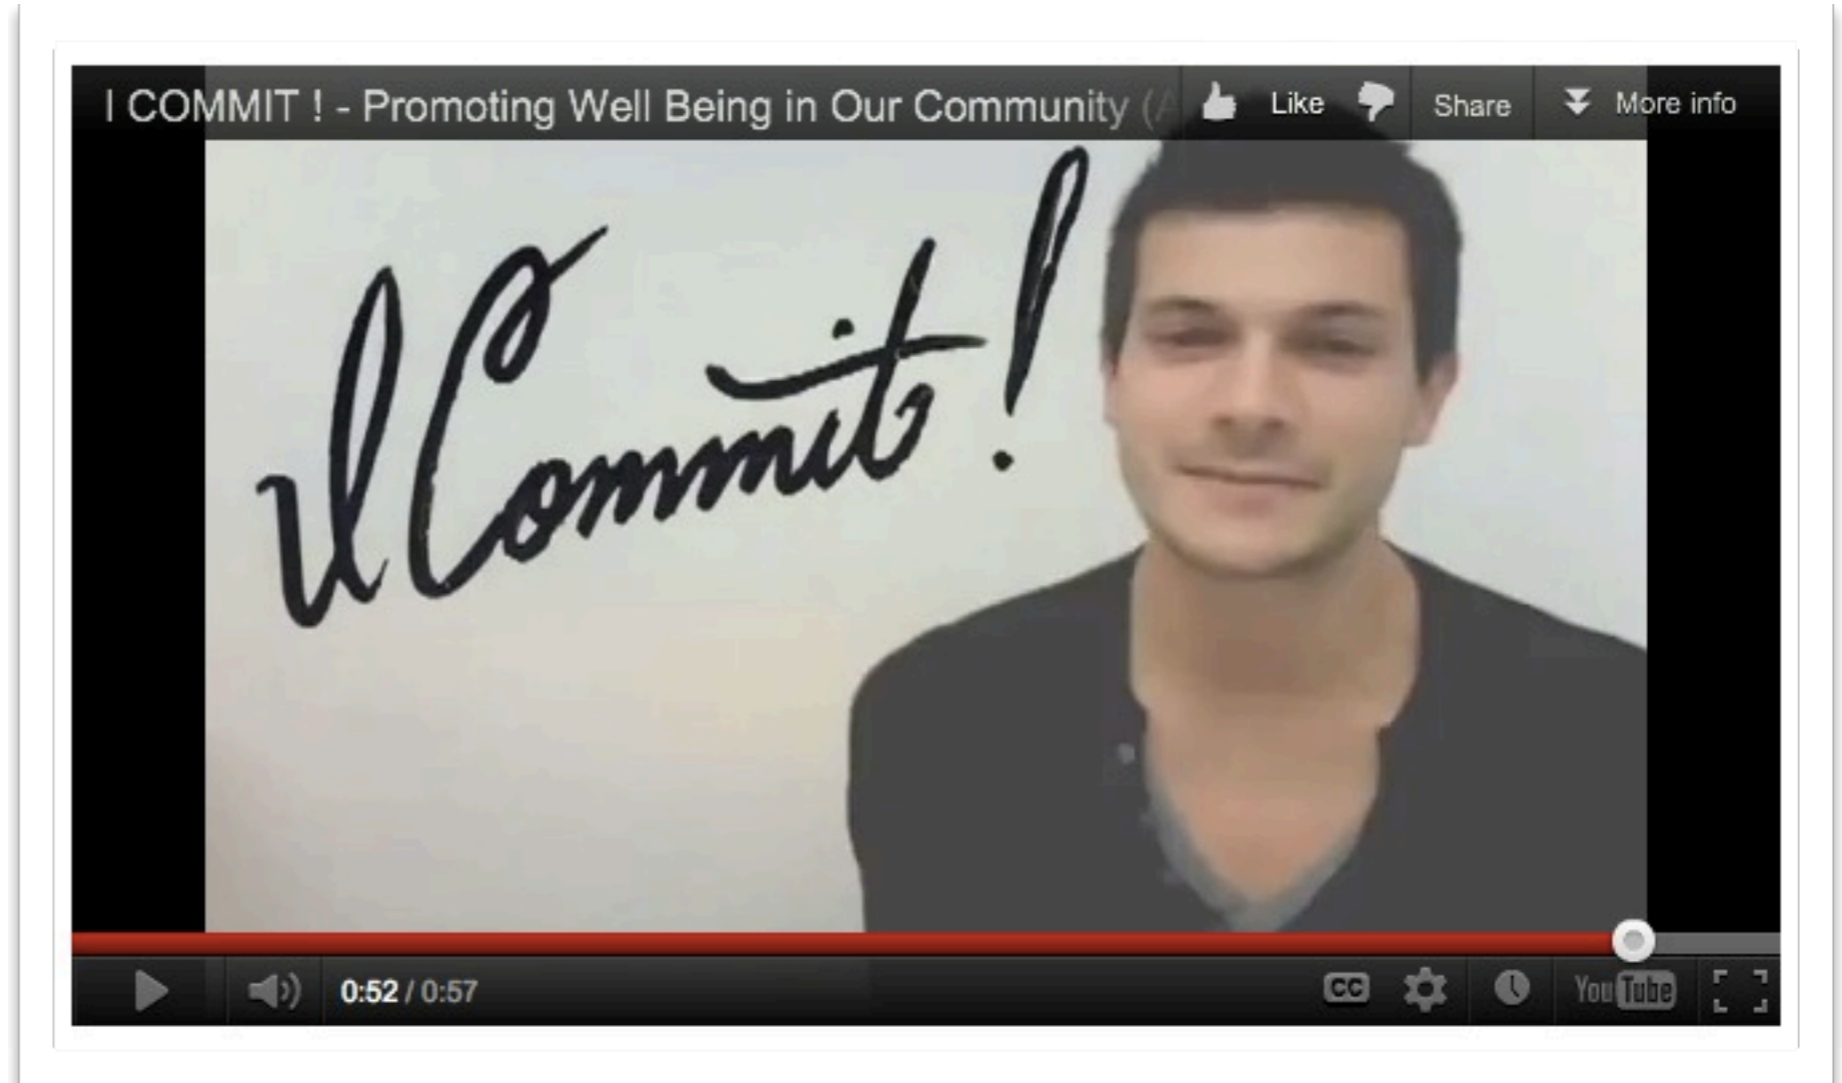 I COMMIT ! - Promoting Well Being in Our Community (
Like
Share
More info
I Commit!
0:52 / 0:57
CC
YouTube